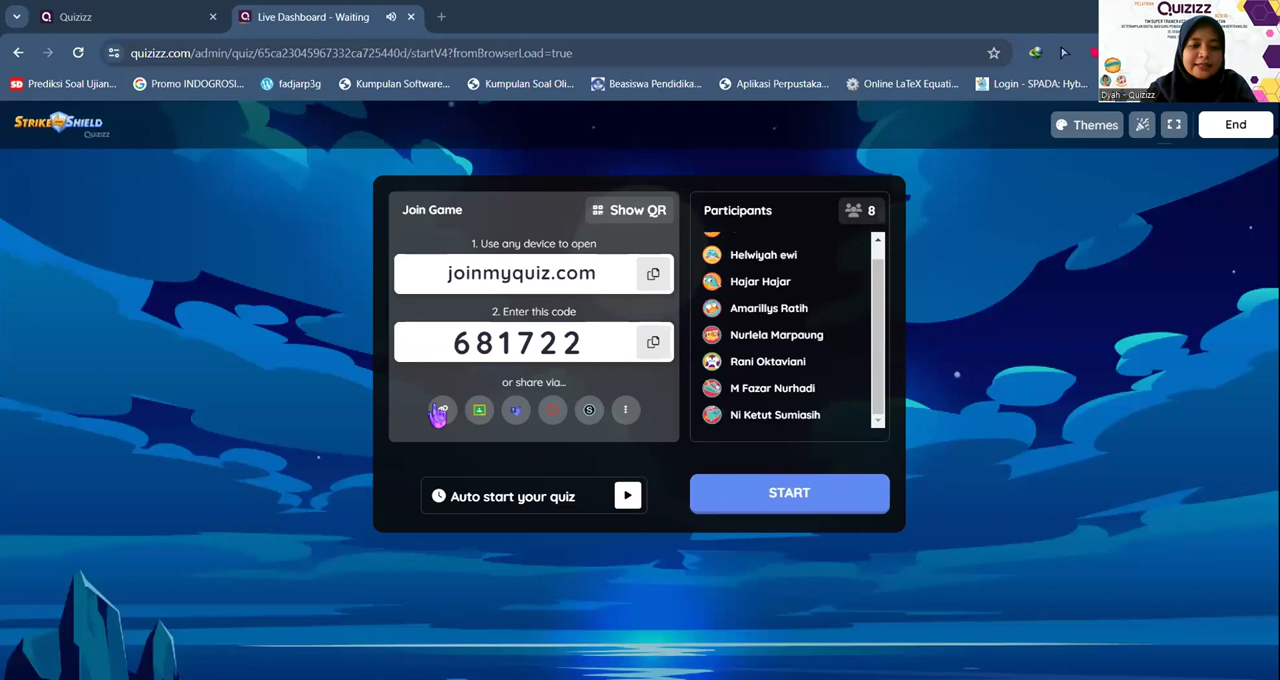 Quizizz
Live Dashboard - Waiting
quizizz.com/admin/quiz/65ca23045967332ca725440d/startV4?fromBrowserLoad=true
SD Prediksi Soal Ujian...
Promo INDOGROSI...
fadjarp3g
Kumpulan Software...
Kumpulan Soal Oli...
Beasiswa Pendidika...
Aplikasi Perpustaka...
Online LaTeX Equati...
Login - SPADA: Hyb...
Quizizz
Dyah - Quizizz
STRIKE SHIELD
Quizizz
Themes
End
Join Game
Show QR
1. Use any device to open
joinmyquiz.com
2. Enter this code
681722
or share via...
S
Auto start your quiz
Participants
8
Helwiyah ewi
Hajar Hajar
Amarillys Ratih
Nurlela Marpaung
Rani Oktaviani
M Fazar Nurhadi
Ni Ketut Sumiasih
START